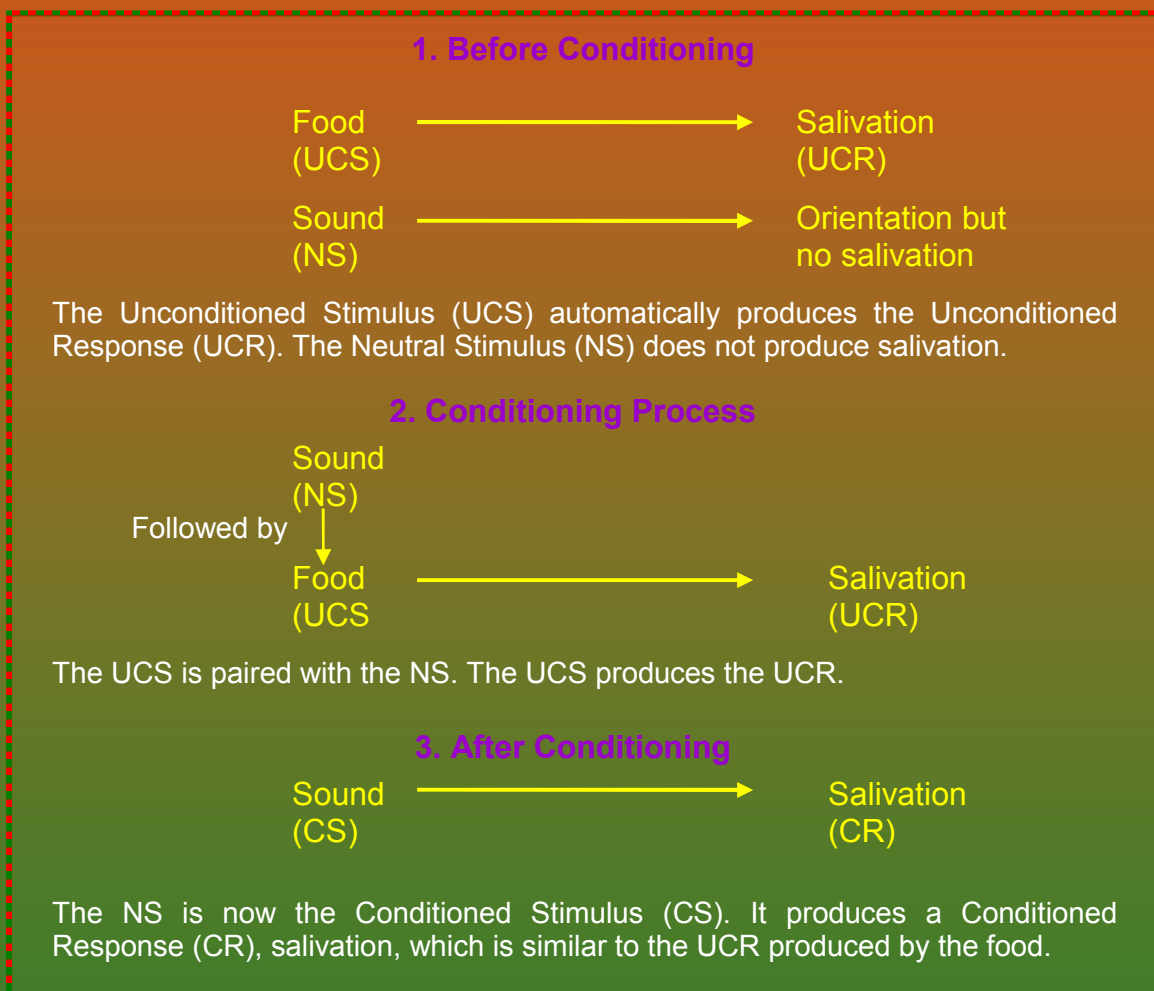 1. Before Conditioning
Food Salivation
(UCS) (UCR)
Sound Orientation but
(NS) no salivation
The Unconditioned Stimulus (UCS) automatically produces the Unconditioned
Response (UCR). The Neutral Stimulus (NS) does not produce salivation.
2. Conditioning Process
Sound
(NS)
Followed by
Food Salivation
(UCS (UCR)
The UCS is paired with the NS. The UCS produces the UCR.
3. After Conditioning
Sound Salivation
(CS) (CR)
The NS is now the Conditioned Stimulus (CS). It produces a Conditioned
Response (CR), salivation, which is similar to the UCR produced by the food.